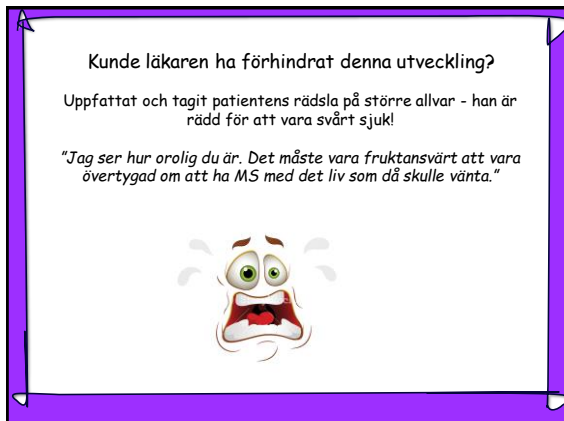 Kunde läkaren ha förhindrat denna utveckling?
Uppfattat och tagit patientens rädsla på större allvar - han är
rädd för att vara svårt sjuk!
"Jag ser hur orolig du är. Det måste vara fruktansvärt att vara
övertygad om att ha MS med det liv som då skulle vänta."